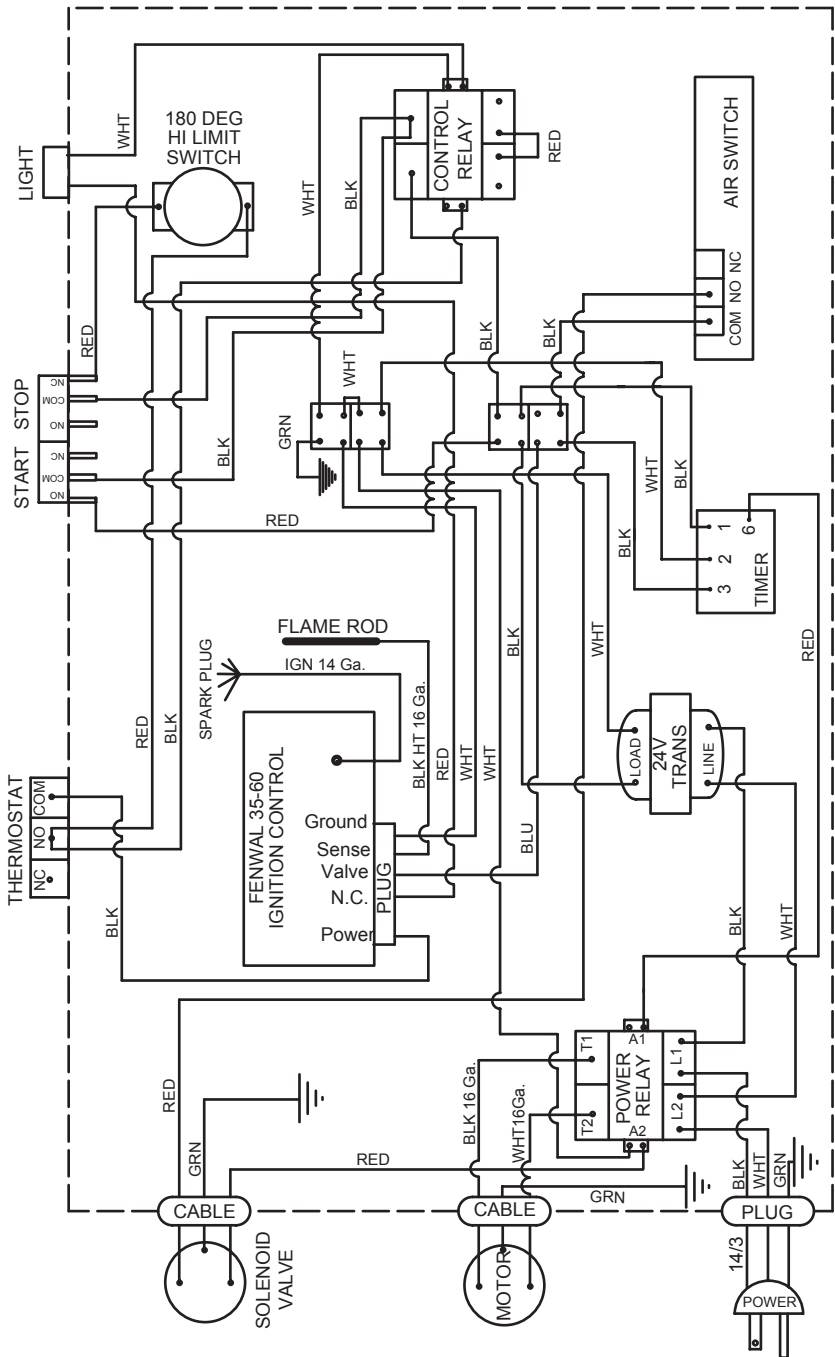 LIGHT
WHT
180 DEG
HI LIMIT
SWITCH
WHT
BLK
CONTROL
RELAY
RED
AIR SWITCH
COM NO NC
STOP
NC
COM
NO
START
NC
COM
NO
RED
BLK
RED
GRN
WHT
BLK
BLK
WHT
BLK
BLK
1
2
3
6
TIMER
RED
FLAME ROD
IGN 14 Ga.
SPARK PLUG
BLK HT 16 Ga.
RED
WHT
WHT
BLK
WHT
BLU
RED
BLK
THERMOSTAT
NC NO COM
BLK
FENWAL 35-60
IGNITION CONTROL
Ground
Sense
Valve
N.C.
Power
PLUG
LOAD
24V
TRANS
LINE
BLK
WHT
RED
GRN
RED
BLK 16 Ga.
WHT16Ga.
T1
T2
A1
A2
POWER
RELAY
L1
L2
GRN
BLK
WHT
GRN
CABLE
SOLENOID
VALVE
CABLE
MOTOR
PLUG
14/3
POWER